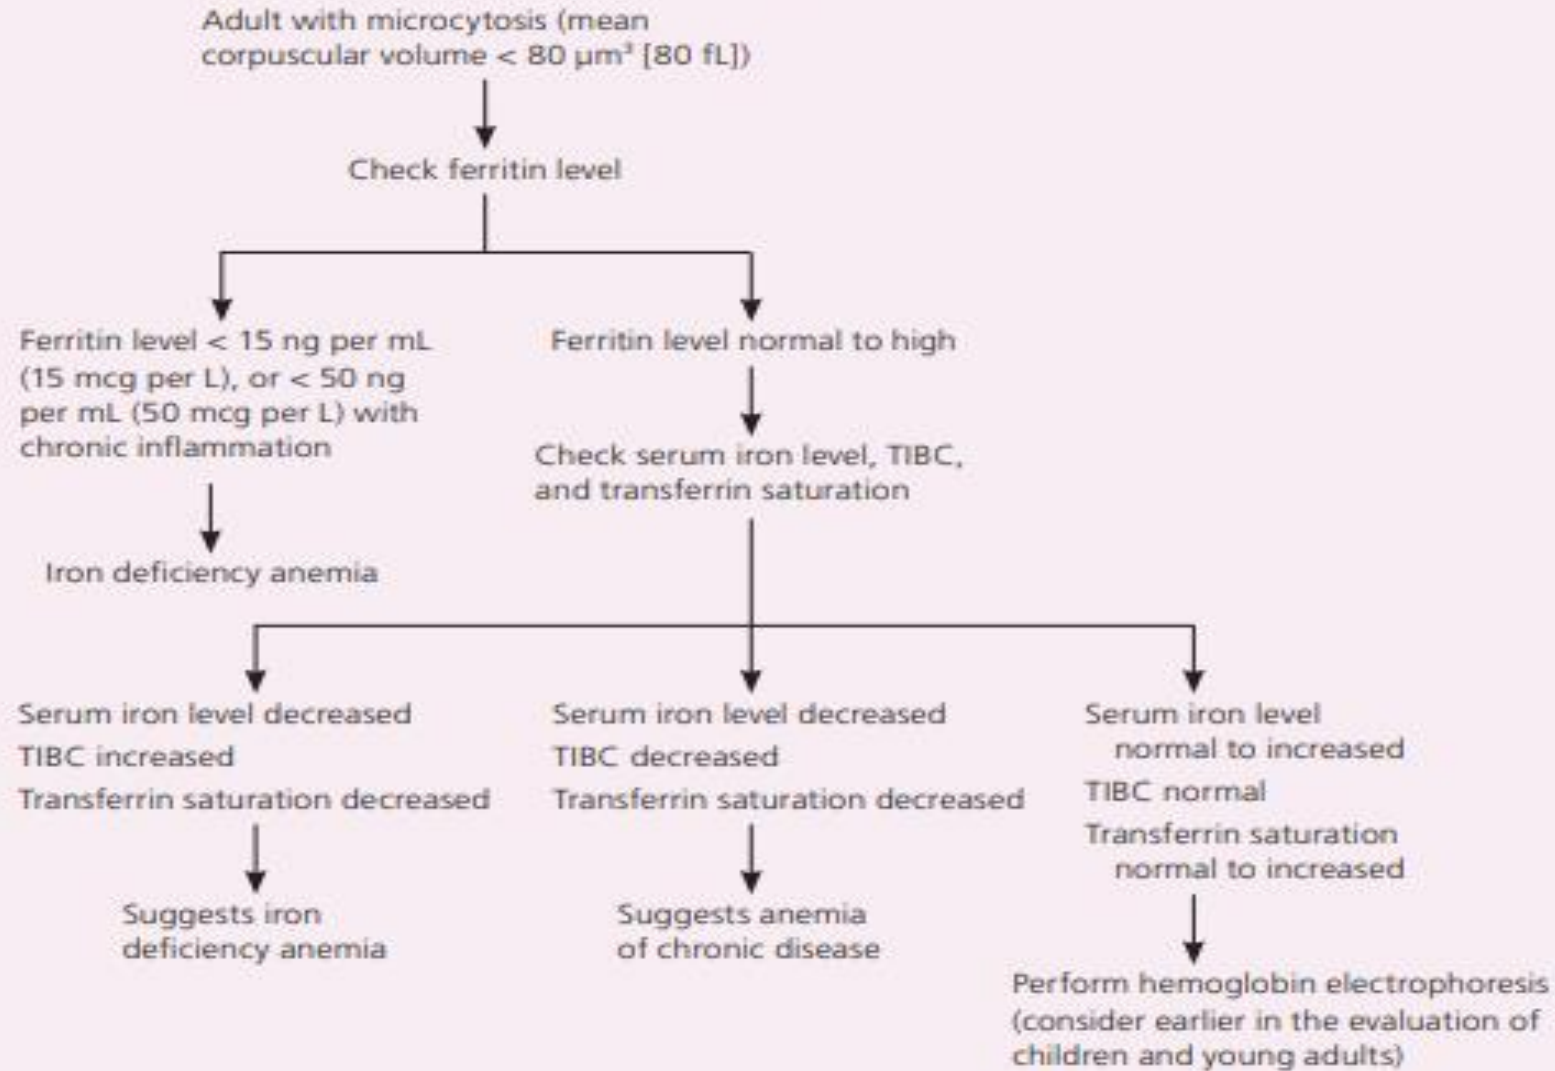 Adult with microcytosis (mean
corpuscular volume < 80 µm³ [80 fL])
Check ferritin level
Ferritin level < 15 ng per mL
(15 mcg per L), or < 50 ng
per mL (50 mcg per L) with
chronic inflammation
Iron deficiency anemia
Ferritin level normal to high
Check serum iron level, TIBC,
and transferrin saturation
Serum iron level decreased
TIBC increased
Transferrin saturation decreased
Suggests iron
deficiency anemia
Serum iron level decreased
TIBC decreased
Transferrin saturation decreased
Suggests anemia
of chronic disease
Serum iron level
normal to increased
TIBC normal
Transferrin saturation
normal to increased
Perform hemoglobin electrophoresis
(consider earlier in the evaluation of
children and young adults)